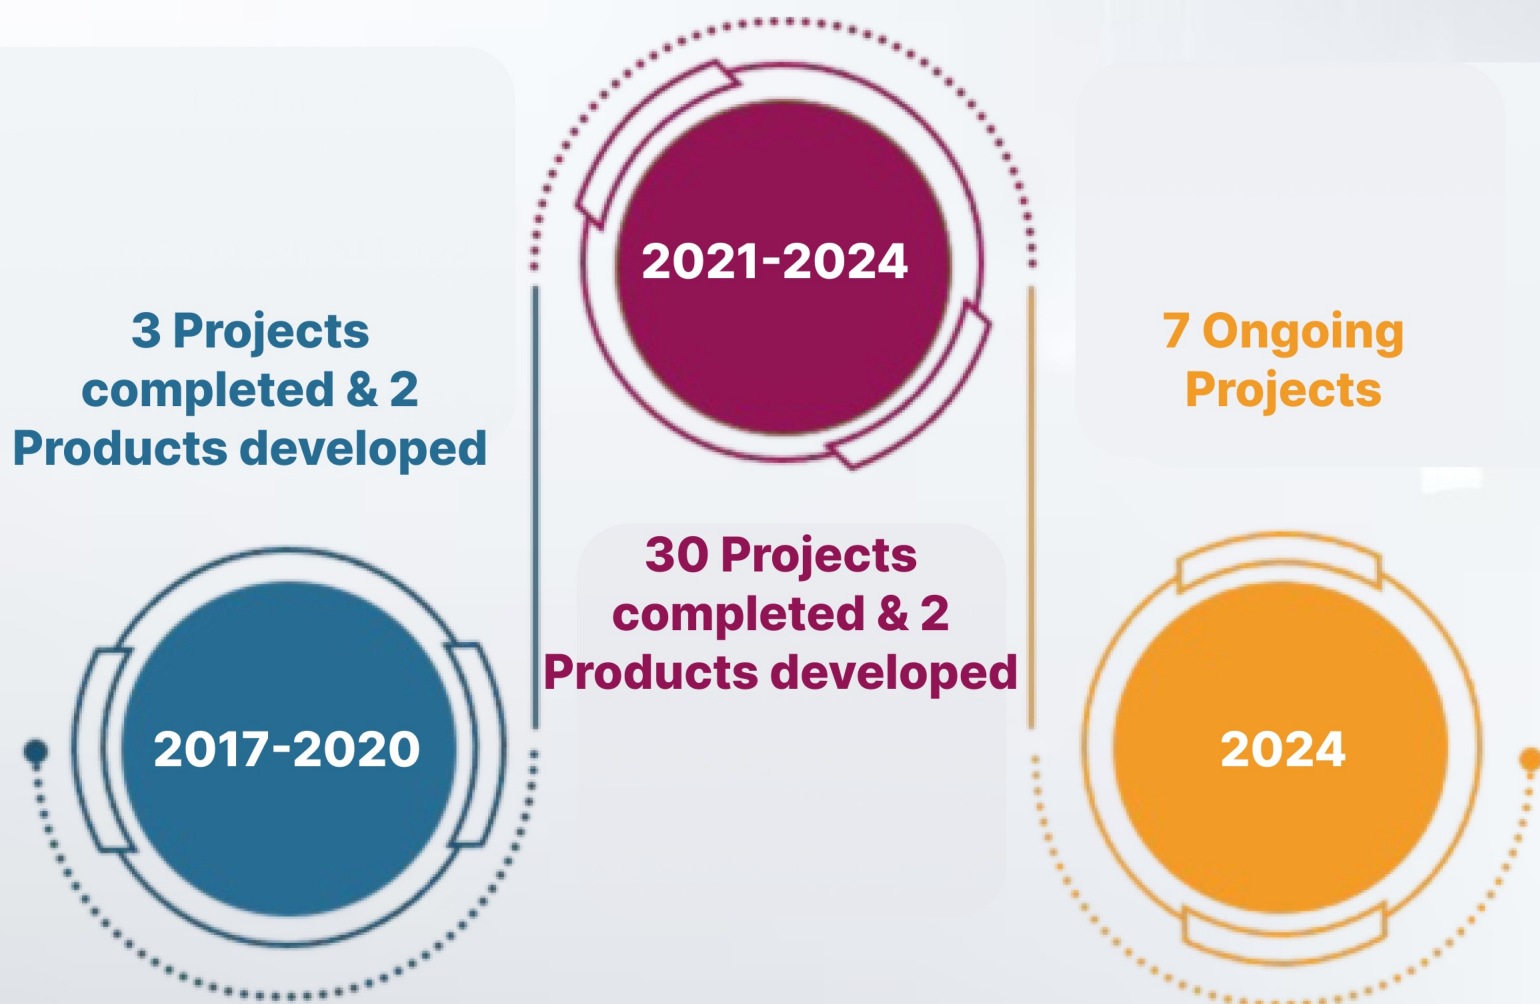 3 Projects
completed & 2
Products developed
2017-2020
2021-2024
30 Projects
completed & 2
Products developed
7 Ongoing
Projects
2024